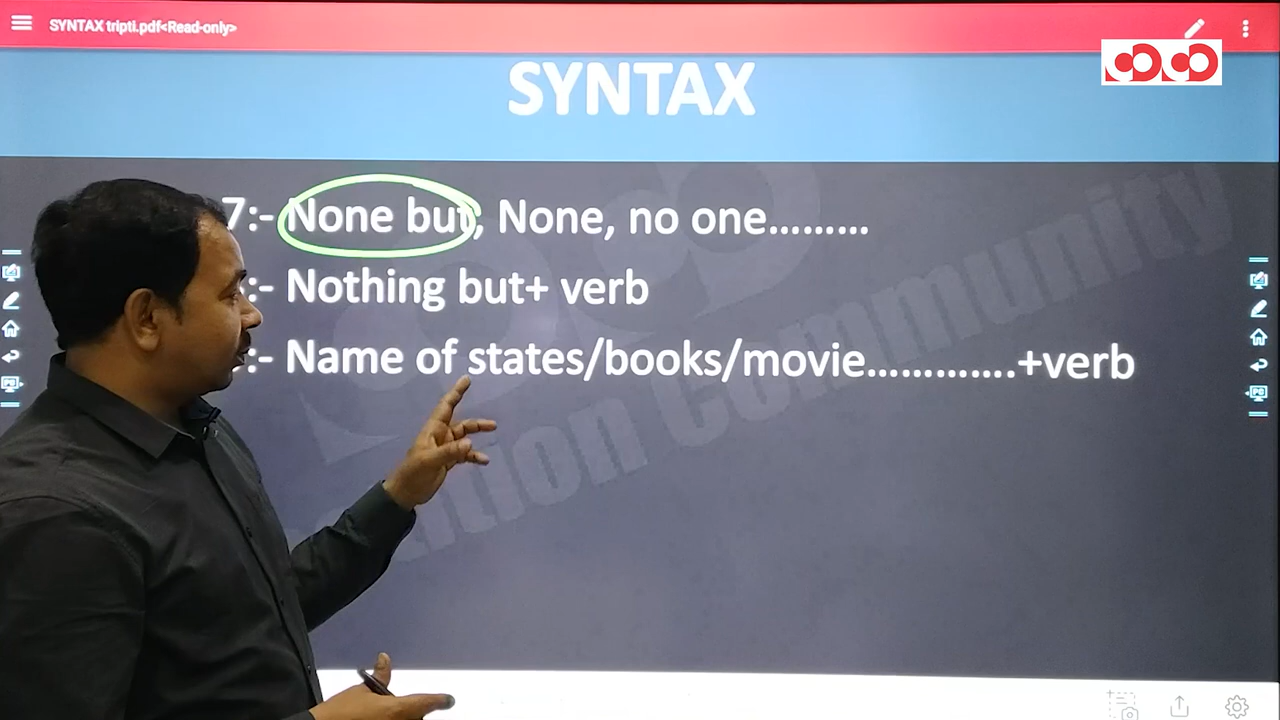 SYNTAX tripti.pdf<Read-only>
SYNTAX
7:- None but, None, no one.........
:- Nothing but+ verb
:- Name of states/books/movie.............+verb
Community